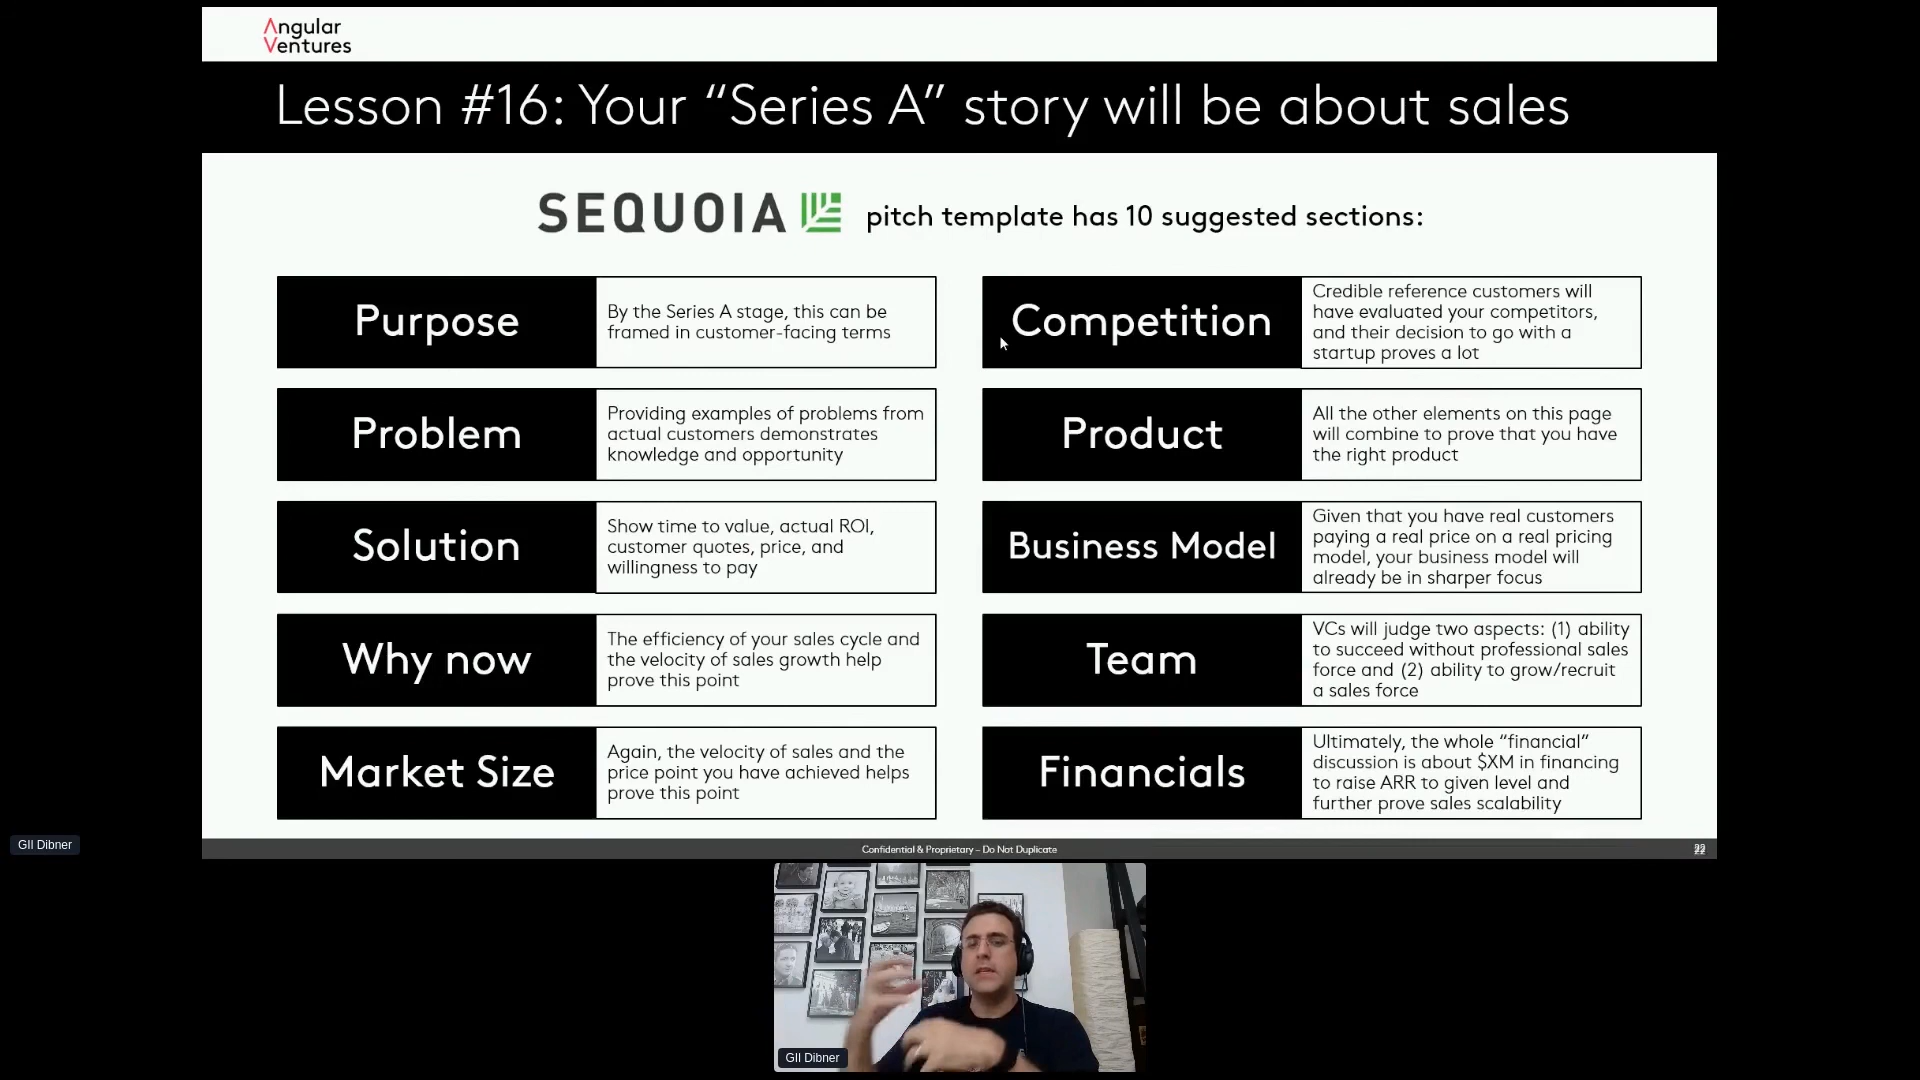 Angular
Ventures
Lesson #16: Your “Series A” story will be about sales
SEQUOIA pitch template has 10 suggested sections:
Purpose
By the Series A stage, this can be
framed in customer-facing terms
Problem
Providing examples of problems from
actual customers demonstrates
knowledge and opportunity
Solution
Show time to value, actual ROI,
customer quotes, price, and
willingness to pay
Why now
The efficiency of your sales cycle and
the velocity of sales growth help
prove this point
Market Size
Again, the velocity of sales and the
price point you have achieved helps
prove this point
Competition
Credible reference customers will
have evaluated your competitors,
and their decision to go with a
startup proves a lot
Product
All the other elements on this page
will combine to prove that you have
the right product
Business Model
Given that you have real customers
paying a real price on a real pricing
model, your business model will
already be in sharper focus
Team
VCs will judge two aspects: (1) ability
to succeed without professional sales
force and (2) ability to grow/recruit
a sales force
Financials
Ultimately, the whole “financial”
discussion is about $XM in financing
to raise ARR to given level and
further prove sales scalability
GIl Dibner
Confidential & Proprietary – Do Not Duplicate
22
GIl Dibner